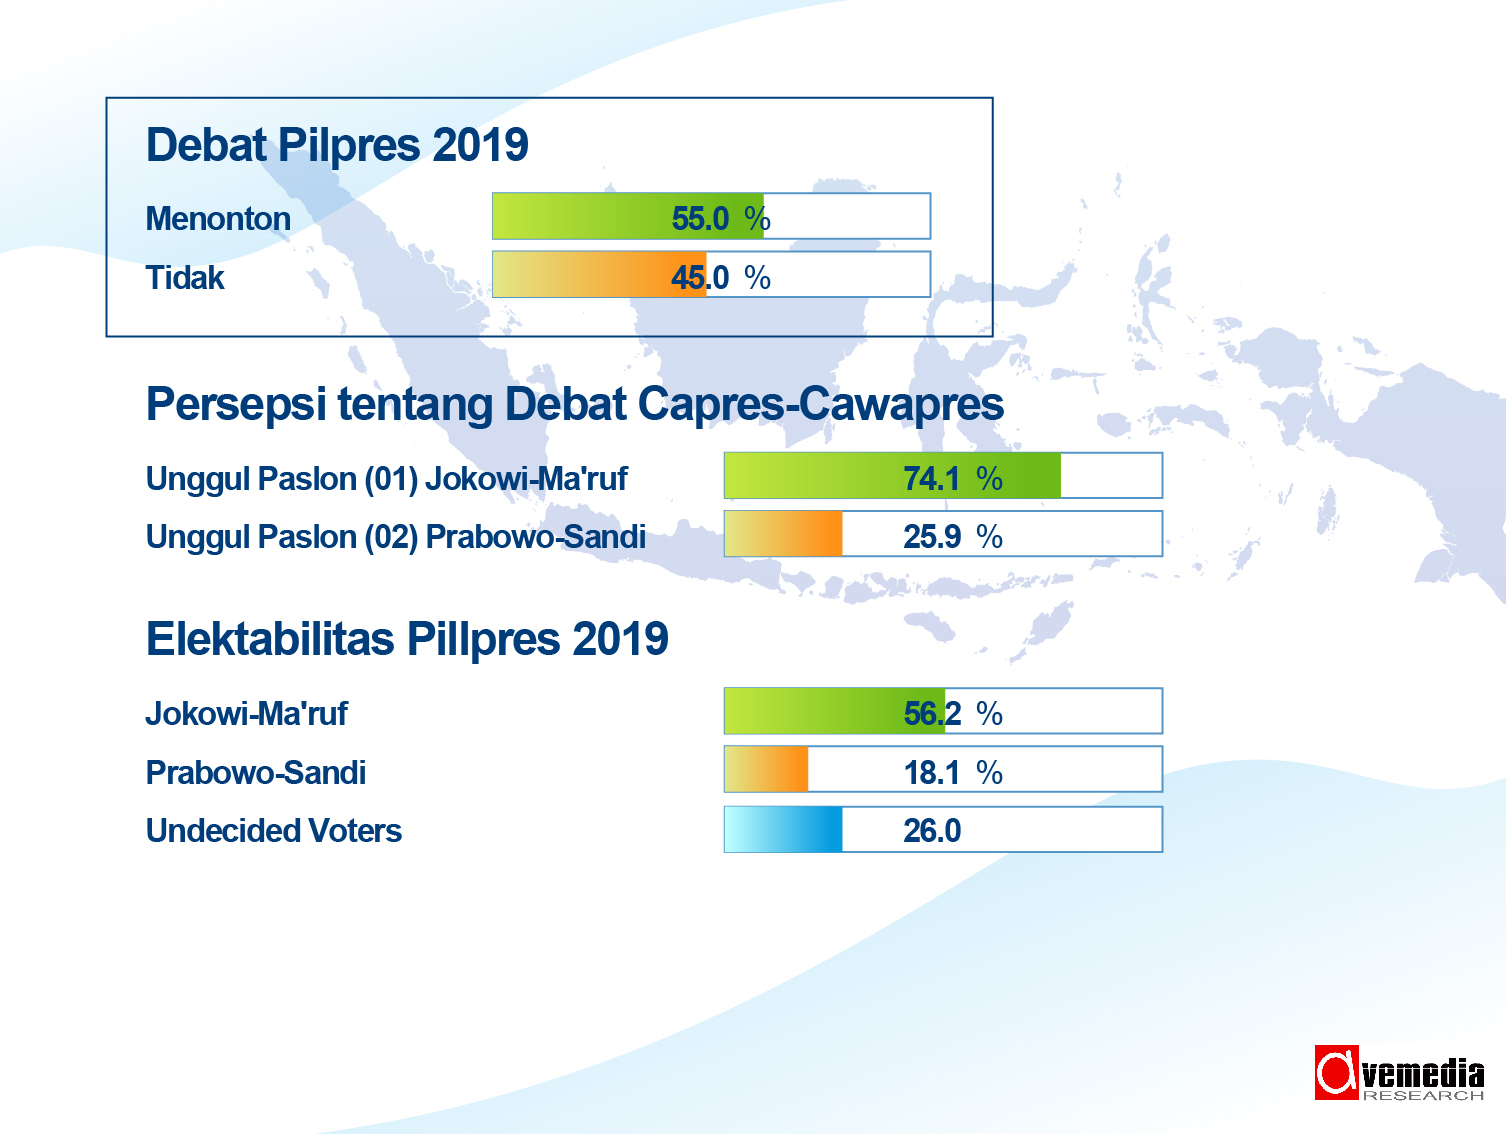 Debat Pilpres 2019
Menonton 55.0 %
Tidak 45.0 %
Persepsi tentang Debat Capres-Cawapres
Unggul Paslon (01) Jokowi-Ma'ruf 74.1 %
Unggul Paslon (02) Prabowo-Sandi 25.9 %
Elektabilitas Pillpres 2019
Jokowi-Ma'ruf 56.2 %
Prabowo-Sandi 18.1 %
Undecided Voters 26.0
avemedia
RESEARCH